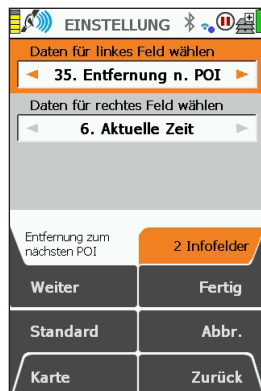 EINSTELLUNG
Daten für linkes Feld wählen
35. Entfernung n. POI
Daten für rechtes Feld wählen
6. Aktuelle Zeit
Entfernung zum
nächsten POI
2 Infofelder
Weiter
Fertig
Standard
Abbr.
Karte
Zurück